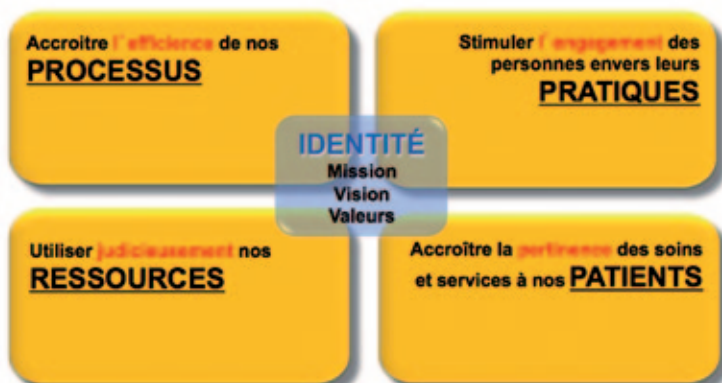 Accroitre l'efficience de nos
PROCESSUS
Stimuler l'engagement des
personnes envers leurs
PRATIQUES
IDENTITÉ
Mission
Vision
Valeurs
Utiliser judicieusement nos
RESSOURCES
Accroître la pertinence des soins
et services à nos PATIENTS